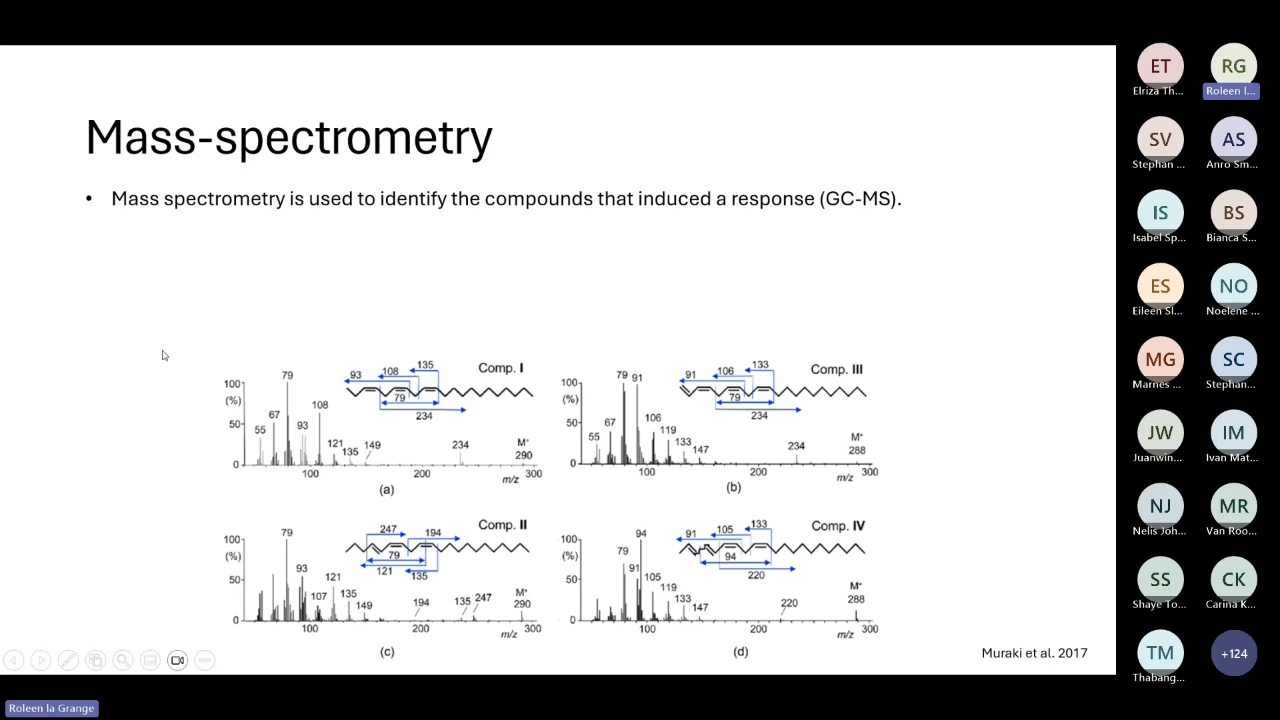 Mass-spectrometry
• Mass spectrometry is used to identify the compounds that induced a response (GC-MS).
Comp. I
100
(%)
50
0
55
67
79
93
108
121
135
149
234
M⁺
290
93
108
135
79
234
100
200
300
m/z
(a)
Comp. III
100
(%)
50
0
55
67
79
91
106
119
133
147
234
M⁺
288
91
106
133
79
234
100
200
300
m/z
(b)
Comp. II
100
(%)
50
0
79
93
107
121
135
149
194
135
247
M⁺
290
247
194
79
121
135
100
200
300
m/z
(c)
Comp. IV
100
(%)
50
0
79
91
94
105
119
133
147
220
M⁺
288
91
105
133
94
220
100
200
300
m/z
(d)
Muraki et al. 2017
ET
Elriza Th...
RG
Roleen l...
SV
Stephan ...
AS
Anro Sm...
IS
Isabel Sp...
BS
Bianca S...
ES
Eileen Sl...
NO
Noelene ...
MG
Marnes ...
SC
Stephan...
JW
Juanwin...
IM
Ivan Mat...
NJ
Nelis Joh...
MR
Van Roo...
SS
Shaye To...
CK
Carina K...
TM
Thabang...
+124
Roleen la Grange